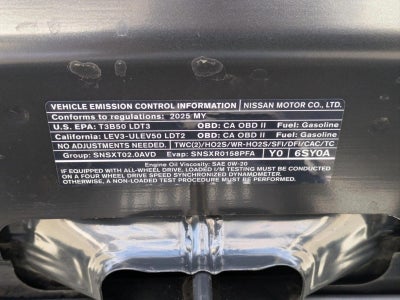 VEHICLE EMISSION CONTROL INFORMATION NISSAN MOTOR CO., LTD.
Conforms to regulations: 2025 MY
U.S. EPA: T3B50 LDT3 OBD: CA OBD II Fuel: Gasoline
California: LEV3-ULEV50 LDT2 OBD: CA OBD II Fuel: Gasoline
NO ADJUSTMENTS NEEDED. TWC(2)/HO2S/WR-HO2S/SFI/DFI/CAC/TC
Group: SNSXT02.0AVD Evap: SNSXR0158PFA Y0 6SY0A
Engine Oil Viscosity: SAE 0W-20
IF EQUIPPED WITH ALL-WHEEL DRIVE, LOADED I/M TESTING MUST BE CONDUCTED
ON A FOUR WHEEL DRIVE SPEED SYNCHRONIZED DYNAMOMETER.
OTHERWISE, A NON-LOADED TEST PROCEDURE MUST BE PERFORMED.